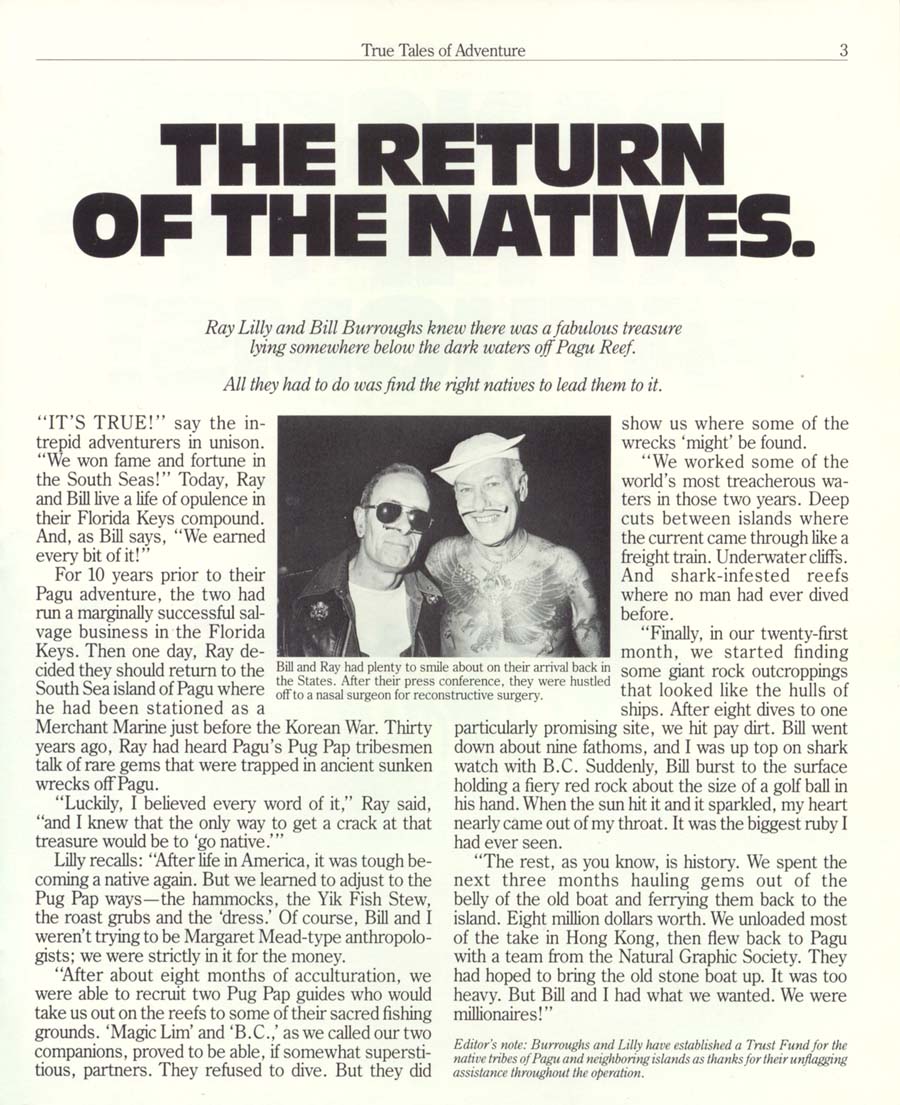 True Tales of Adventure
3
THE RETURN
OF THE NATIVES.
Ray Lilly and Bill Burroughs knew there was a fabulous treasure
lying somewhere below the dark waters off Pagu Reef.
All they had to do was find the right natives to lead them to it.
“IT’S TRUE!” say the in-
trepid adventurers in unison.
“We won fame and fortune in
the South Seas!” Today, Ray
and Bill live a life of opulence in
their Florida Keys compound.
And, as Bill says, “We earned
every bit of it!”
For 10 years prior to their
Pagu adventure, the two had
run a marginally successful sal-
vage business in the Florida
Keys. Then one day, Ray de-
cided they should return to the
South Sea island of Pagu where
he had been stationed as a
Merchant Marine just before the Korean War. Thirty
years ago, Ray had heard Pagu’s Pug Pap tribesmen
talk of rare gems that were trapped in ancient sunken
wrecks off Pagu.
“Luckily, I believed every word of it,” Ray said,
“and I knew that the only way to get a crack at that
treasure would be to ‘go native.’”
Lilly recalls: “After life in America, it was tough be-
coming a native again. But we learned to adjust to the
Pug Pap ways—the hammocks, the Yik Fish Stew,
the roast grubs and the ‘dress.’ Of course, Bill and I
weren’t trying to be Margaret Mead-type anthropolo-
gists; we were strictly in it for the money.
“After about eight months of acculturation, we
were able to recruit two Pug Pap guides who would
take us out on the reefs to some of their sacred fishing
grounds. ‘Magic Lim’ and ‘B.C.,’ as we called our two
companions, proved to be able, if somewhat supersti-
tious, partners. They refused to dive. But they did
Bill and Ray had plenty to smile about on their arrival back in
the States. After their press conference, they were hustled
off to a nasal surgeon for reconstructive surgery.
show us where some of the
wrecks ‘might’ be found.
“We worked some of the
world’s most treacherous wa-
ters in those two years. Deep
cuts between islands where
the current came through like a
freight train. Underwater cliffs.
And shark-infested reefs
where no man had ever dived
before.
“Finally, in our twenty-first
month, we started finding
some giant rock outcroppings
that looked like the hulls of
ships. After eight dives to one
particularly promising site, we hit pay dirt. Bill went
down about nine fathoms, and I was up top on shark
watch with B.C. Suddenly, Bill burst to the surface
holding a fiery red rock about the size of a golf ball in
his hand. When the sun hit it and it sparkled, my heart
nearly came out of my throat. It was the biggest ruby I
had ever seen.
“The rest, as you know, is history. We spent the
next three months hauling gems out of the
belly of the old boat and ferrying them back to the
island. Eight million dollars worth. We unloaded most
of the take in Hong Kong, then flew back to Pagu
with a team from the Natural Graphic Society. They
had hoped to bring the old stone boat up. It was too
heavy. But Bill and I had what we wanted. We were
millionaires!”
Editor’s note: Burroughs and Lilly have established a Trust Fund for the
native tribes of Pagu and neighboring islands as thanks for their unflagging
assistance throughout the operation.